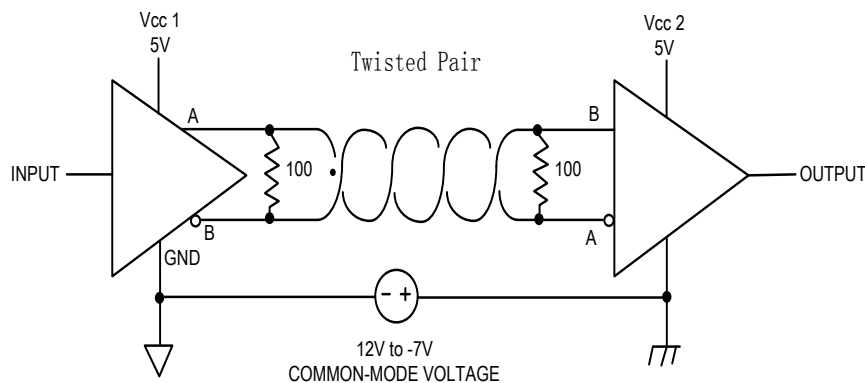 Vcc 1
5V
Vcc 2
5V
Twisted Pair
A
B
INPUT
100
100
OUTPUT
B
A
GND
12V to -7V
COMMON-MODE VOLTAGE